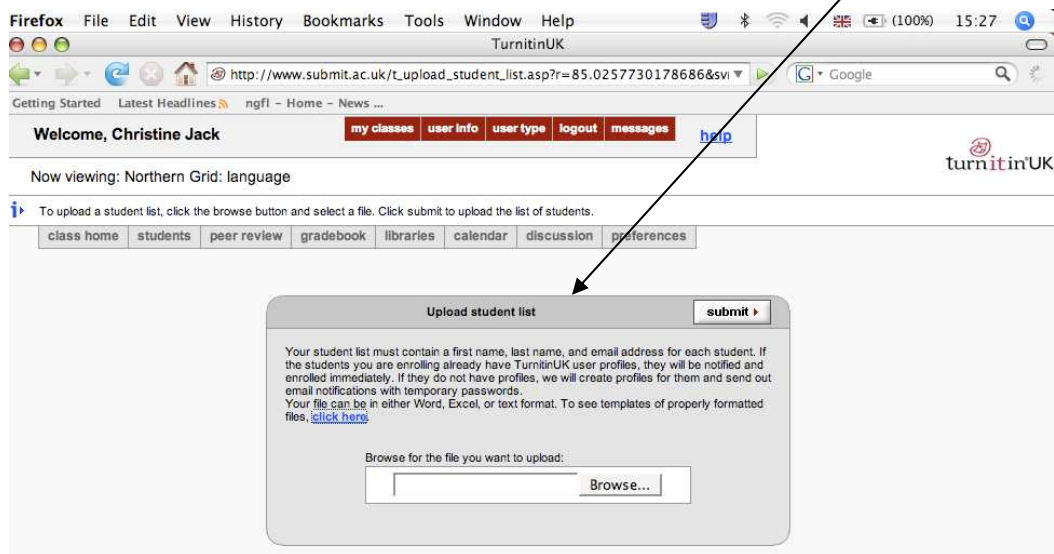 Firefox File Edit View History Bookmarks Tools Window Help (100%) 15:27
TurnitinUK
http://www.submit.ac.uk/t_upload_student_list.asp?r=85.0257730178686&svi G Google
Getting Started Latest Headlines ngfl – Home – News ...
Welcome, Christine Jack my classes user info user type logout messages help
turnitin UK
Now viewing: Northern Grid: language
To upload a student list, click the browse button and select a file. Click submit to upload the list of students.
class home students peer review gradebook libraries calendar discussion preferences
Upload student list submit
Your student list must contain a first name, last name, and email address for each student. If
the students you are enrolling already have TurnitinUK user profiles, they will be notified and
enrolled immediately. If they do not have profiles, we will create profiles for them and send out
email notifications with temporary passwords.
Your file can be in either Word, Excel, or text format. To see templates of properly formatted
files, click here.
Browse for the file you want to upload:
Browse...